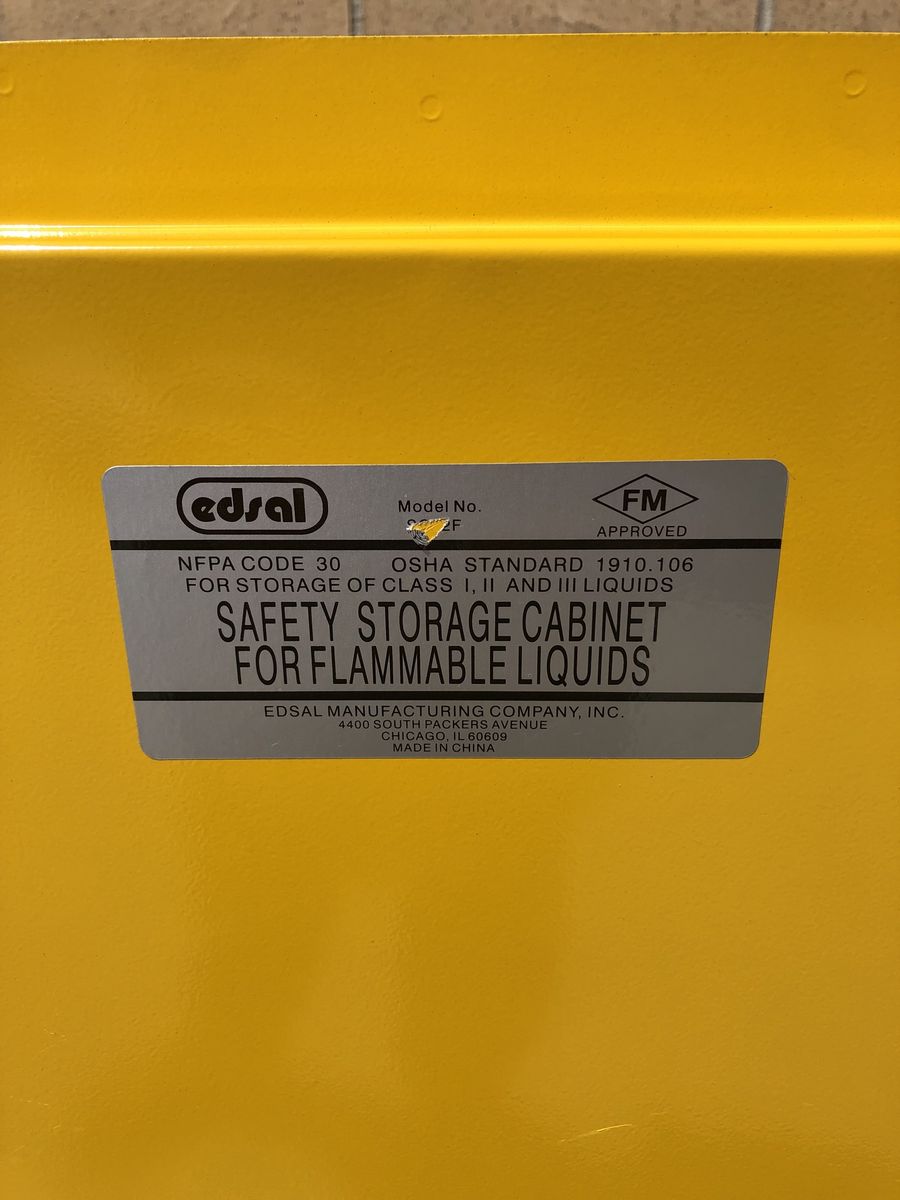 edsal
Model No.
FM
APPROVED
NFPA CODE 30 OSHA STANDARD 1910.106
FOR STORAGE OF CLASS I, II AND III LIQUIDS
SAFETY STORAGE CABINET
FOR FLAMMABLE LIQUIDS
EDSAL MANUFACTURING COMPANY, INC.
4400 SOUTH PACKERS AVENUE
CHICAGO, IL 60609
MADE IN CHINA